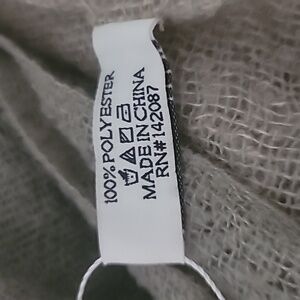 100% POLYESTER
MADE IN CHINA
RN#142087